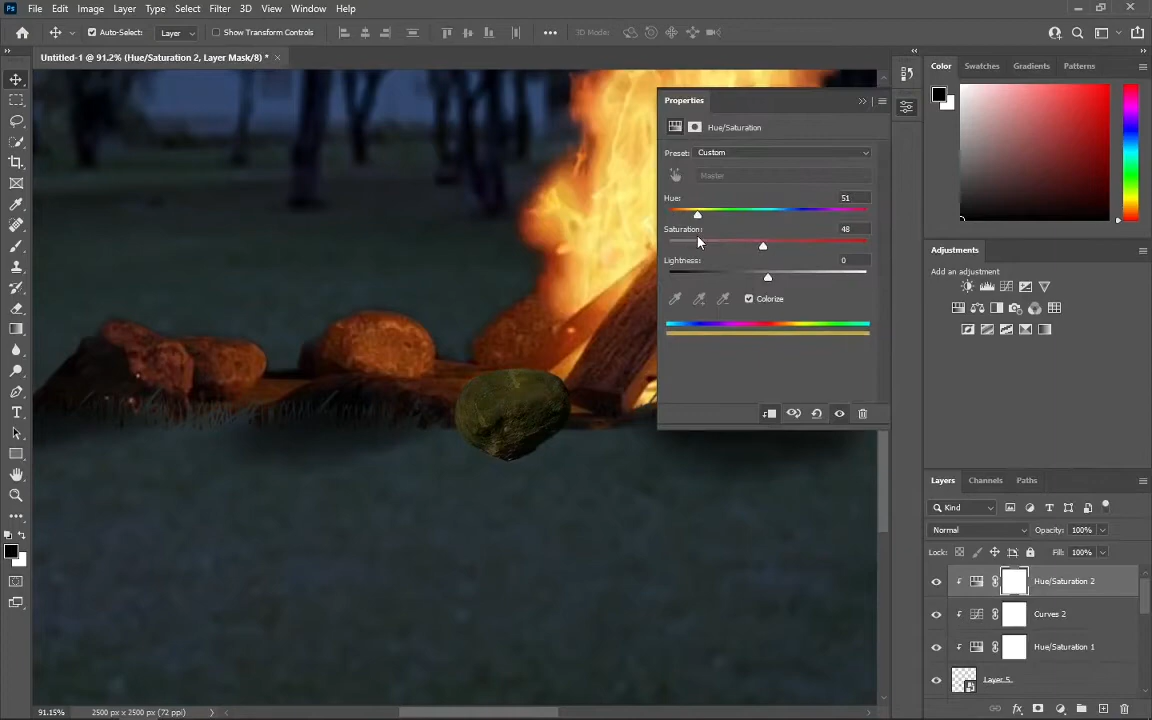 Ps File Edit Image Layer Type Select Filter 3D View Window Help
Auto-Select: Layer Show Transform Controls 3D Mode:
Untitled-1 @ 91.2% (Hue/Saturation 2, Layer Mask/8) *
Color Swatches Gradients Patterns
Properties
Hue/Saturation
Preset: Custom
Master
Hue: 51
Saturation: 48
Lightness: 0
Colorize
Adjustments
Add an adjustment
Layers Channels Paths
Kind
Normal Opacity: 100%
Lock: Fill: 100%
Hue/Saturation 2
Curves 2
Hue/Saturation 1
Layer 5
91.15% 2500 px x 2500 px (72 ppi)